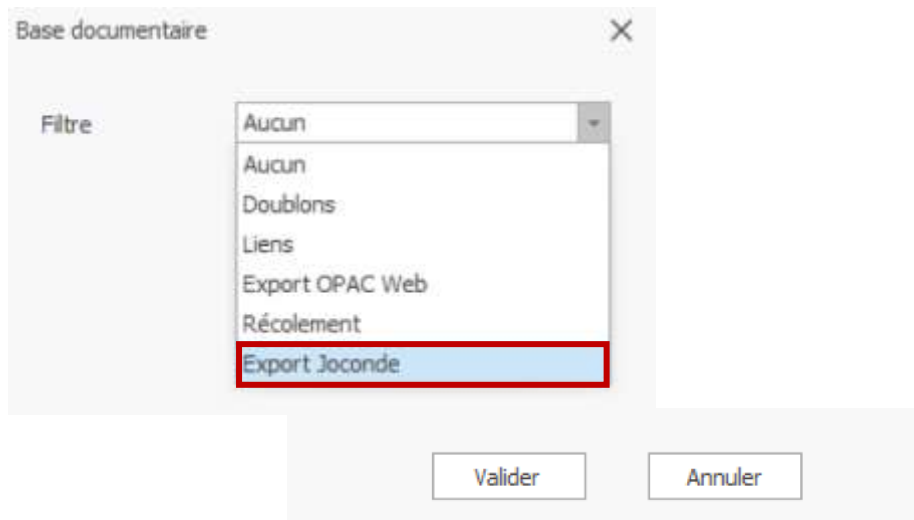 Base documentaire
Filtre
Aucun
Aucun
Doublons
Liens
Export OPAC Web
Récolement
Export Joconde
Valider
Annuler